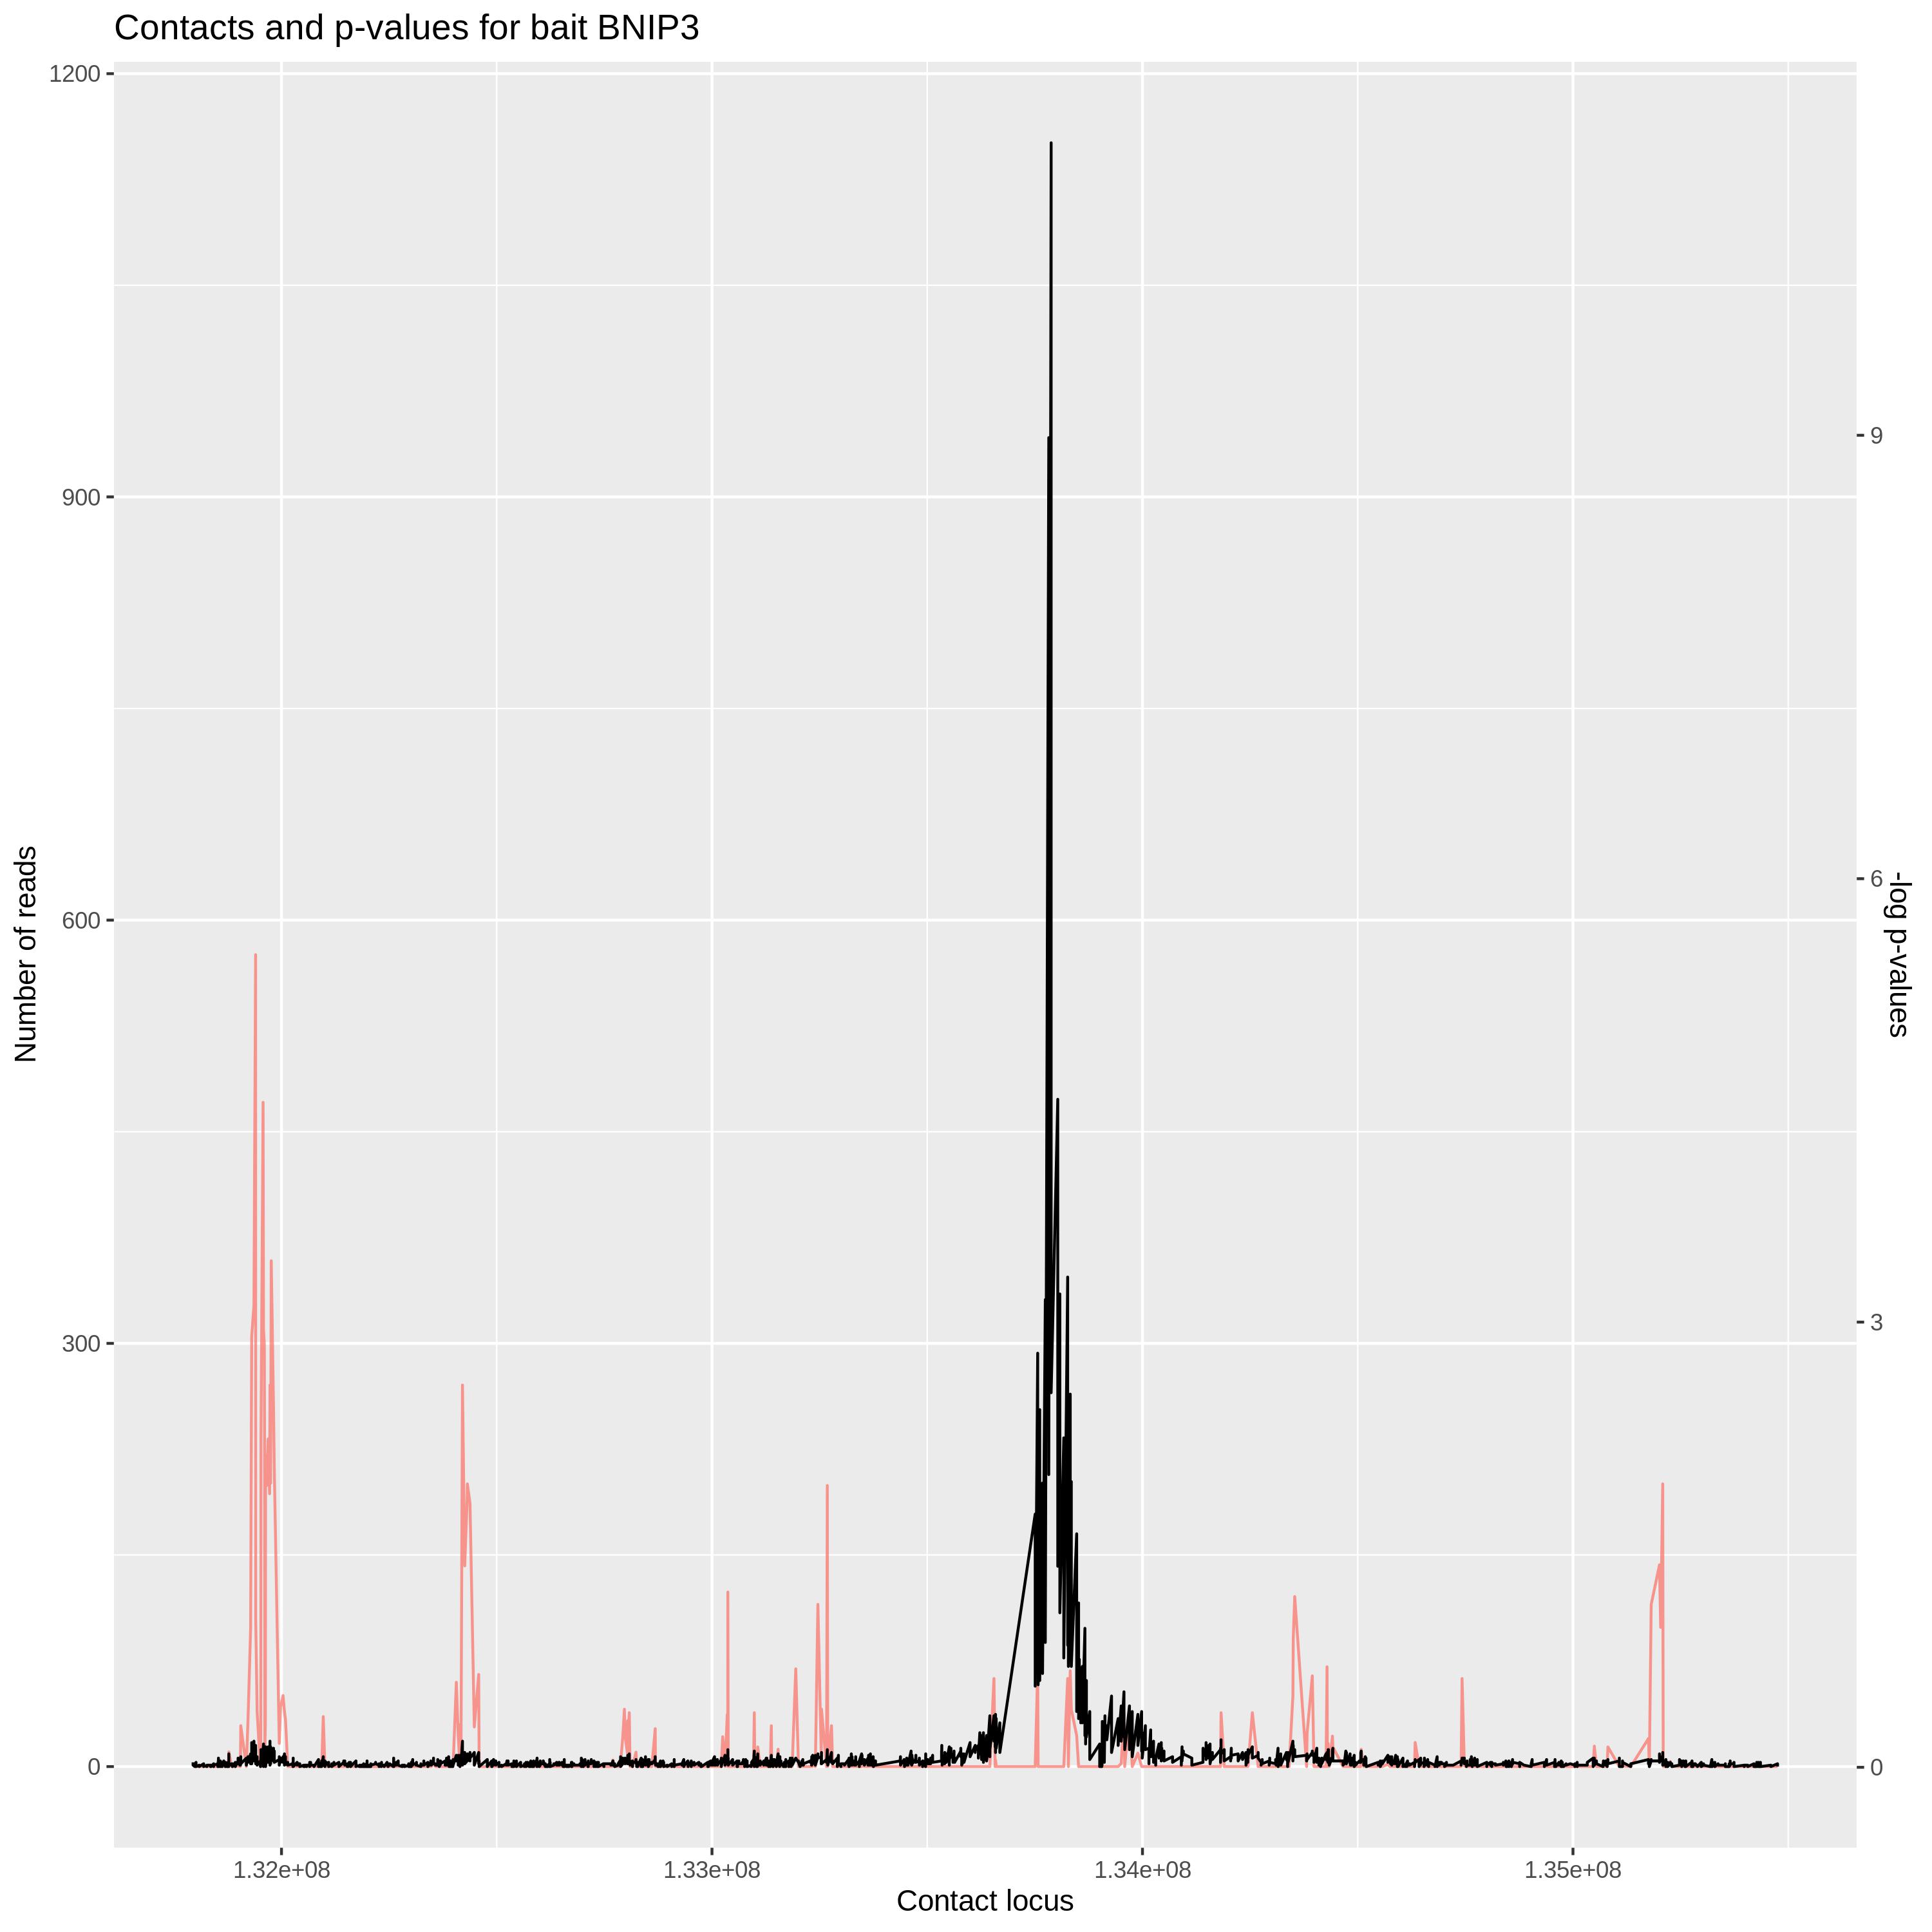 Contacts and p-values for bait BNIP3
1200
900
600
300
0
Number of reads
9
6
3
0
-log p-values
1.32e+08
1.33e+08
1.34e+08
1.35e+08
Contact locus